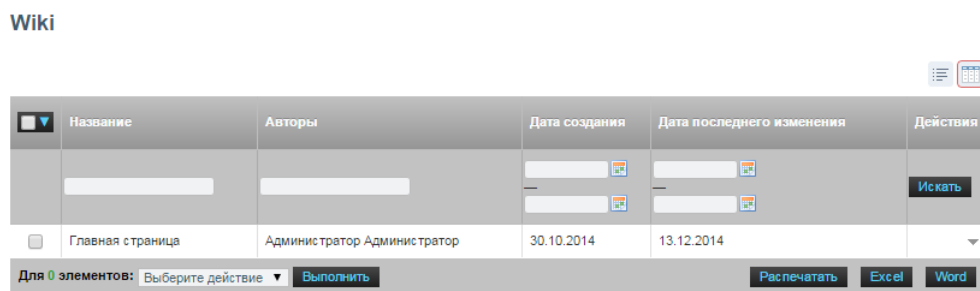 Wiki
Название Авторы Дата создания Дата последнего изменения Действия
— — Искать
Главная страница Администратор Администратор 30.10.2014 13.12.2014
Для 0 элементов: Выберите действие Выполнить Распечатать Excel Word